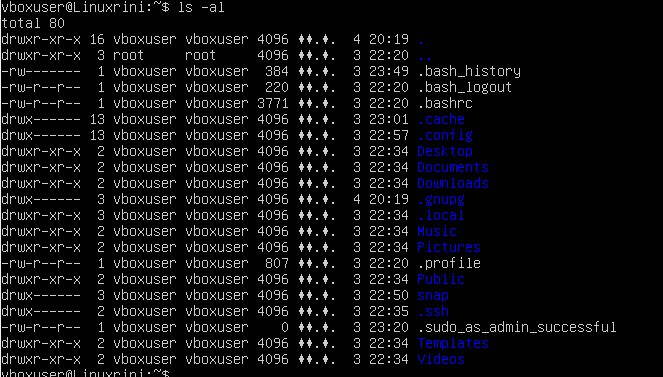 vboxuser@Linuxrini:~$ ls -al
total 80
drwxr-xr-x 16 vboxuser vboxuser 4096 ♦♦.♦.  4 20:19 .
drwxr-xr-x  3 root     root     4096 ♦♦.♦.  3 22:20 ..
-rw-------  1 vboxuser vboxuser  384 ♦♦.♦.  3 23:49 .bash_history
-rw-r--r--  1 vboxuser vboxuser  220 ♦♦.♦.  3 22:20 .bash_logout
-rw-r--r--  1 vboxuser vboxuser 3771 ♦♦.♦.  3 22:20 .bashrc
drwx------ 13 vboxuser vboxuser 4096 ♦♦.♦.  3 23:01 .cache
drwx------ 13 vboxuser vboxuser 4096 ♦♦.♦.  3 22:57 .config
drwxr-xr-x  2 vboxuser vboxuser 4096 ♦♦.♦.  3 22:34 Desktop
drwxr-xr-x  2 vboxuser vboxuser 4096 ♦♦.♦.  3 22:34 Documents
drwxr-xr-x  2 vboxuser vboxuser 4096 ♦♦.♦.  3 22:34 Downloads
drwx------  3 vboxuser vboxuser 4096 ♦♦.♦.  4 20:19 .gnupg
drwx------  3 vboxuser vboxuser 4096 ♦♦.♦.  3 22:34 .local
drwxr-xr-x  2 vboxuser vboxuser 4096 ♦♦.♦.  3 22:34 Music
drwxr-xr-x  2 vboxuser vboxuser 4096 ♦♦.♦.  3 22:34 Pictures
-rw-r--r--  1 vboxuser vboxuser  807 ♦♦.♦.  3 22:20 .profile
drwxr-xr-x  2 vboxuser vboxuser 4096 ♦♦.♦.  3 22:34 Public
drwx------  3 vboxuser vboxuser 4096 ♦♦.♦.  3 22:50 snap
drwx------  2 vboxuser vboxuser 4096 ♦♦.♦.  3 22:35 .ssh
-rw-r--r--  1 vboxuser vboxuser    0 ♦♦.♦.  3 23:20 .sudo_as_admin_successful
drwxr-xr-x  2 vboxuser vboxuser 4096 ♦♦.♦.  3 22:34 Templates
drwxr-xr-x  2 vboxuser vboxuser 4096 ♦♦.♦.  3 22:34 Videos
vboxuser@Linuxrini:~$